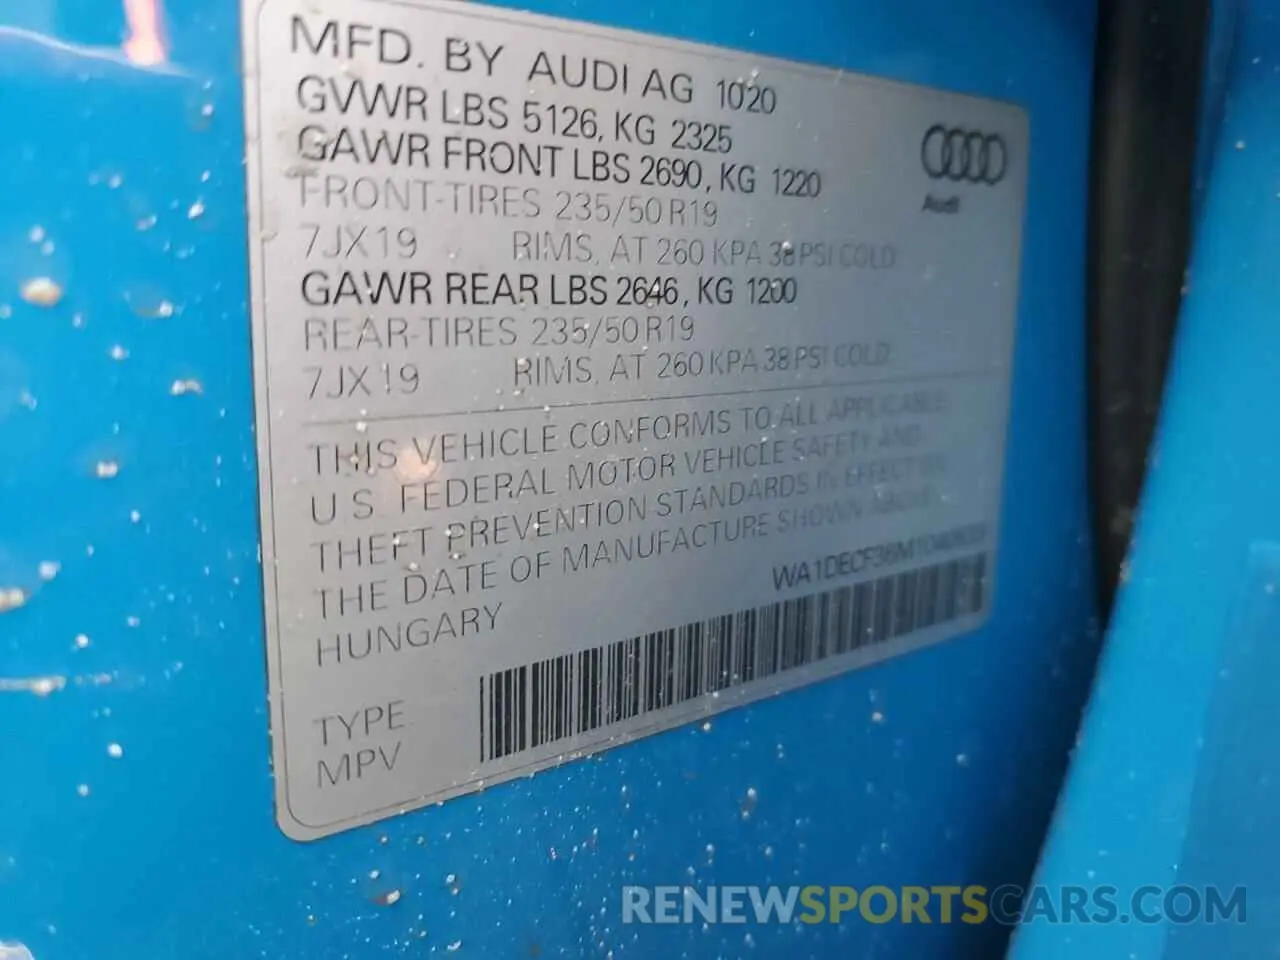 MFD. BY AUDI AG 1020
GVWR LBS 5126, KG 2325
GAWR FRONT LBS 2690, KG 1220
FRONT-TIRES 235/50 R19
7JX19 RIMS, AT 260 KPA 38 PSI COLD
GAWR REAR LBS 2646, KG 1200
REAR-TIRES 235/50 R19
7JX19 RIMS, AT 260 KPA 38 PSI COLD
THIS VEHICLE CONFORMS TO ALL APPLICABLE
U.S. FEDERAL MOTOR VEHICLE SAFETY AND
THEFT PREVENTION STANDARDS IN EFFECT ON
THE DATE OF MANUFACTURE SHOWN ABOVE
HUNGARY
TYPE
MPV
Audi
RENEWSPORTSCARS.COM